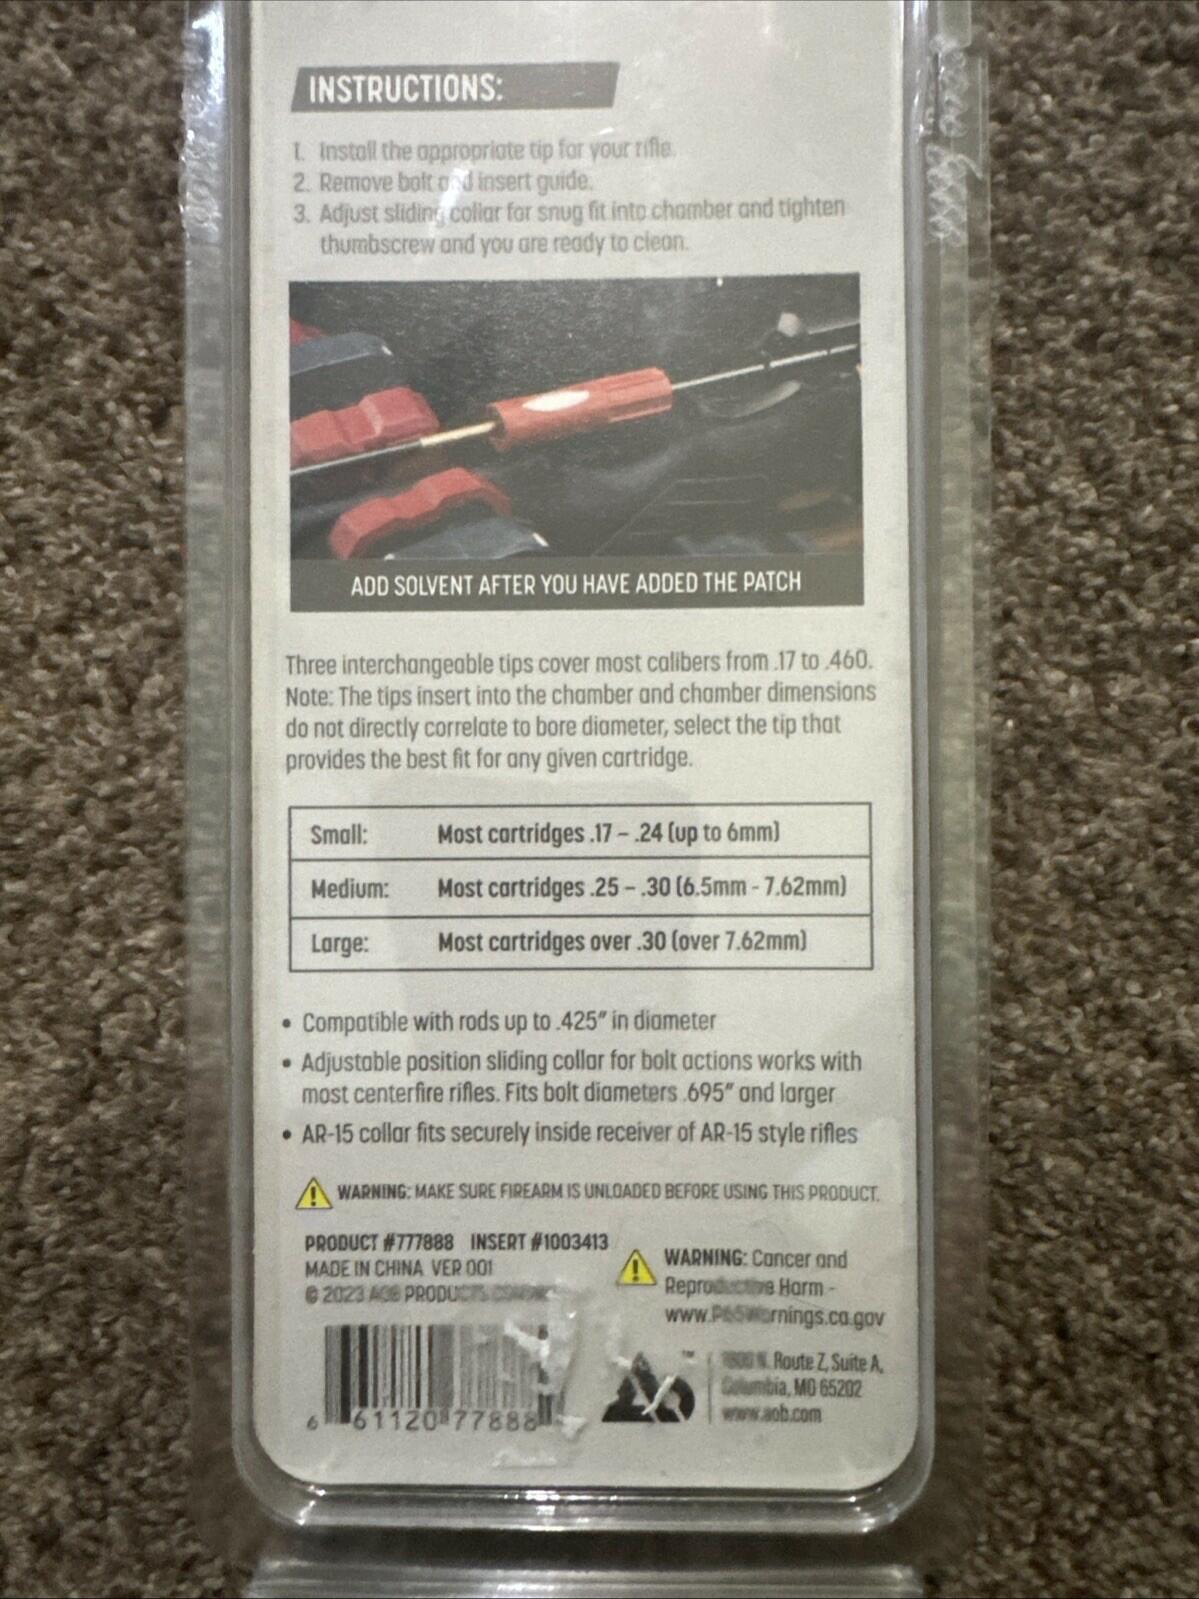 INSTRUCTIONS:
1. Install the appropriate tip for your rifle.
2. Remove bolt and insert guide.
3. Adjust sliding collar for snug fit into chamber and tighten
thumbscrew and you are ready to clean.
ADD SOLVENT AFTER YOU HAVE ADDED THE PATCH
Three interchangeable tips cover most calibers from .17 to .460.
Note: The tips insert into the chamber and chamber dimensions
do not directly correlate to bore diameter, select the tip that
provides the best fit for any given cartridge.
Small: Most cartridges .17 – .24 (up to 6mm)
Medium: Most cartridges .25 – .30 (6.5mm - 7.62mm)
Large: Most cartridges over .30 (over 7.62mm)
• Compatible with rods up to .425" in diameter
• Adjustable position sliding collar for bolt actions works with
most centerfire rifles. Fits bolt diameters .695" and larger
• AR-15 collar fits securely inside receiver of AR-15 style rifles
WARNING: MAKE SURE FIREARM IS UNLOADED BEFORE USING THIS PRODUCT.
PRODUCT #777888 INSERT #1003413
MADE IN CHINA VER 001
© 2023 AOB PRODUCTS
WARNING: Cancer and
Reproductive Harm -
www.P65Warnings.ca.gov
6 61120 77888
™
Route Z, Suite A,
Columbia, MO 65202
www.aob.com